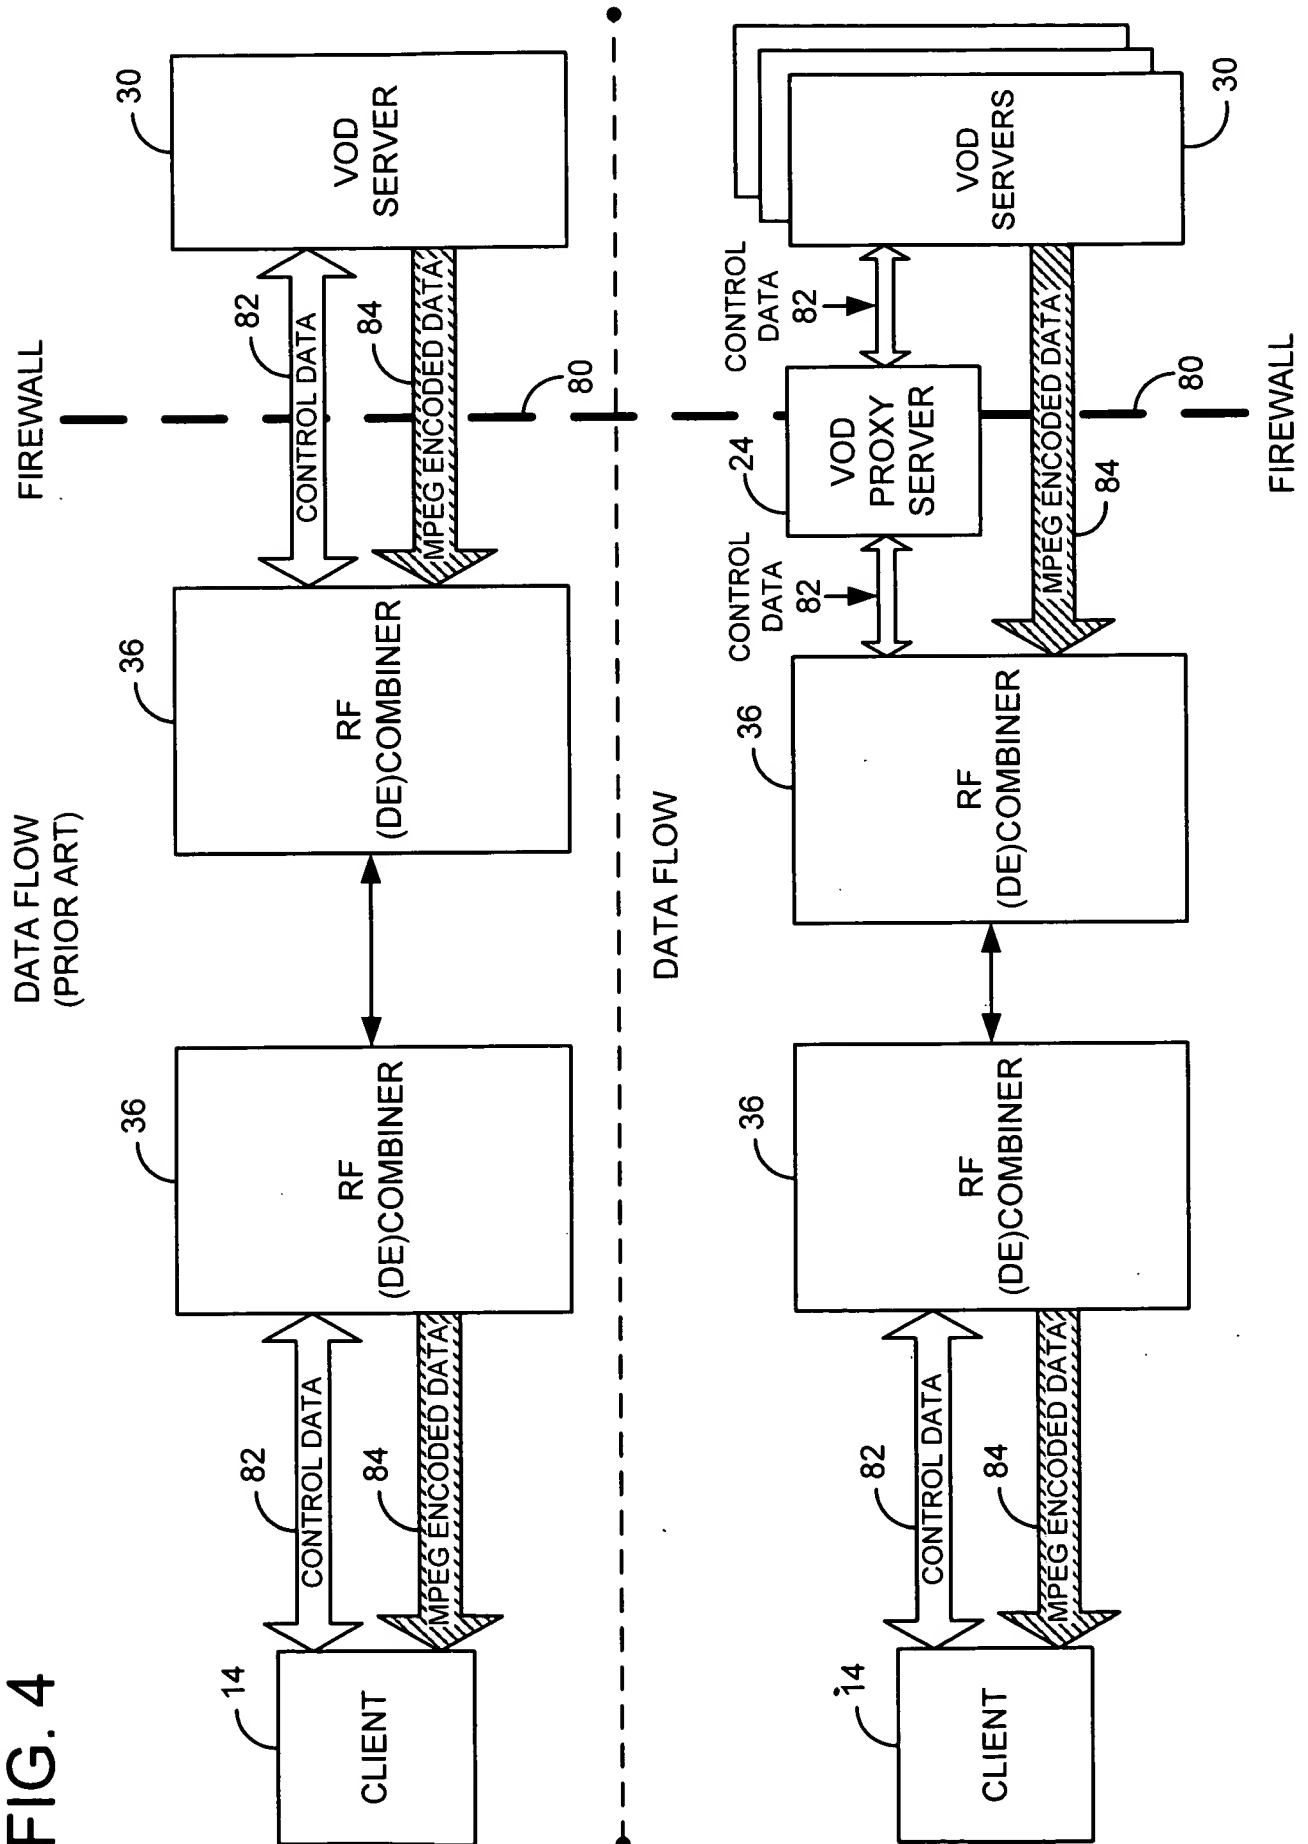 FIG. 4
DATA FLOW
(PRIOR ART)
FIREWALL
14
CLIENT
82
CONTROL DATA
84
MPEG ENCODED DATA
36
RF
(DE)COMBINER
36
RF
(DE)COMBINER
82
CONTROL DATA
84
MPEG ENCODED DATA
80
30
VOD
SERVER
DATA FLOW
14
CLIENT
82
CONTROL DATA
84
MPEG ENCODED DATA
36
RF
(DE)COMBINER
36
RF
(DE)COMBINER
CONTROL
DATA
82
24
VOD
PROXY
SERVER
CONTROL
DATA
82
MPEG ENCODED DATA
84
80
VOD
SERVERS
30
FIREWALL